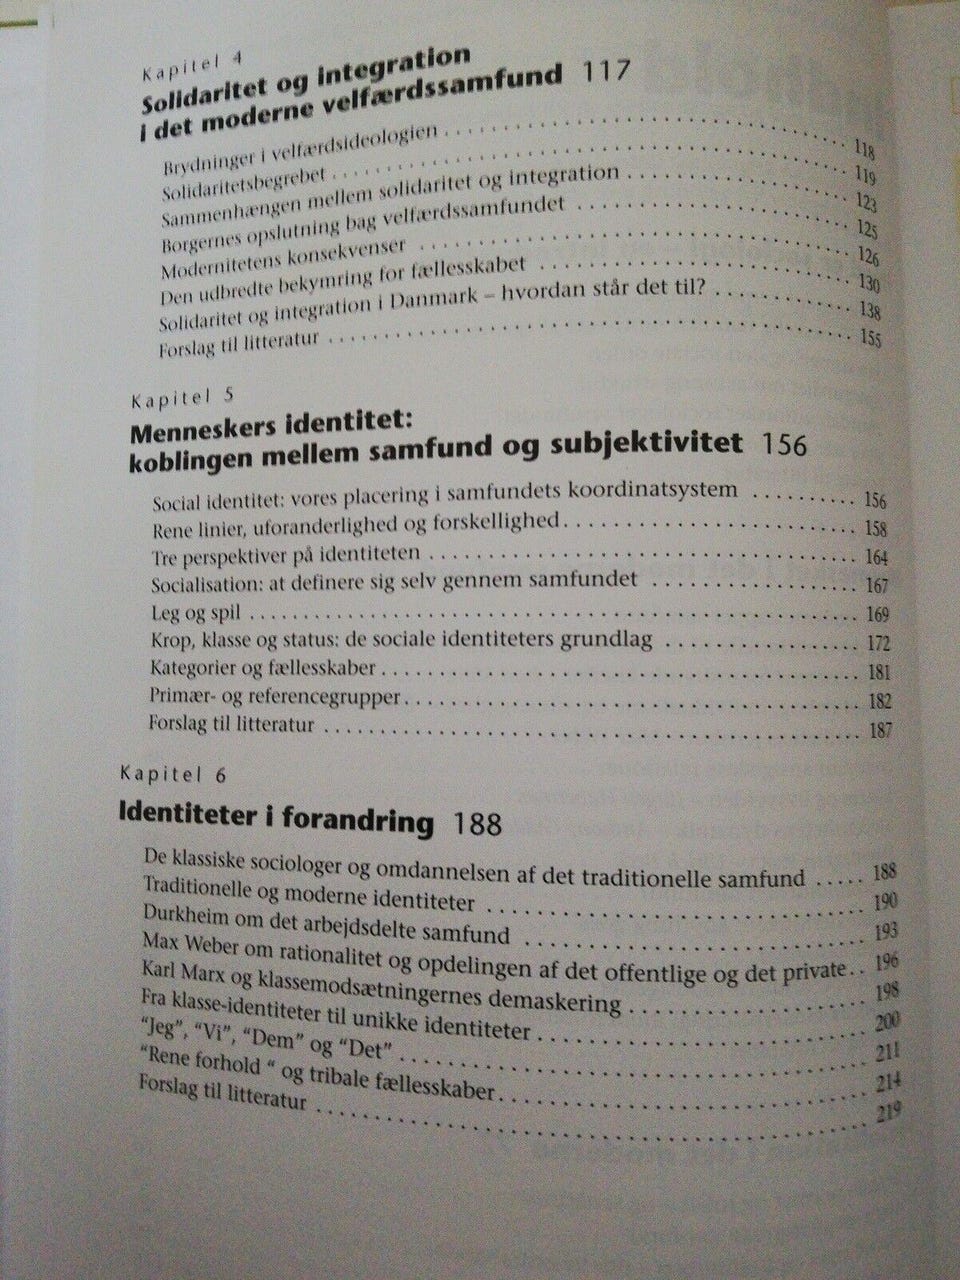 Kapitel 4
Solidaritet og integration
i det moderne velfærdssamfund 117
Brydninger i velfærdsideologien . . . . . . . . . . . . . . . . . . . . . . . . . . 118
Solidaritetsbegrebet . . . . . . . . . . . . . . . . . . . . . . . . . . . . . . . . . 119
Sammenhængen mellem solidaritet og integration . . . . . . . . . . . . . . 123
Borgernes opslutning bag velfærdssamfundet . . . . . . . . . . . . . . . . . 125
Modernitetens konsekvenser . . . . . . . . . . . . . . . . . . . . . . . . . . . . 126
Den udbredte bekymring for fællesskabet . . . . . . . . . . . . . . . . . . . 130
Solidaritet og integration i Danmark – hvordan står det til? . . . . . . . . . 138
Forslag til litteratur . . . . . . . . . . . . . . . . . . . . . . . . . . . . . . . . . 155
Kapitel 5
Menneskers identitet:
koblingen mellem samfund og subjektivitet 156
Social identitet: vores placering i samfundets koordinatsystem . . . . . . . . 156
Rene linier, uforanderlighed og forskellighed . . . . . . . . . . . . . . . . . . 158
Tre perspektiver på identiteten . . . . . . . . . . . . . . . . . . . . . . . . . . . 164
Socialisation: at definere sig selv gennem samfundet . . . . . . . . . . . . . 167
Leg og spil . . . . . . . . . . . . . . . . . . . . . . . . . . . . . . . . . . . . . . 169
Krop, klasse og status: de sociale identiteters grundlag . . . . . . . . . . . . 172
Kategorier og fællesskaber . . . . . . . . . . . . . . . . . . . . . . . . . . . . . 181
Primær- og referencegrupper . . . . . . . . . . . . . . . . . . . . . . . . . . . . 182
Forslag til litteratur . . . . . . . . . . . . . . . . . . . . . . . . . . . . . . . . . 187
Kapitel 6
Identiteter i forandring 188
De klassiske sociologer og omdannelsen af det traditionelle samfund . . . . . 188
Traditionelle og moderne identiteter . . . . . . . . . . . . . . . . . . . . . . . 190
Durkheim om det arbejdsdelte samfund . . . . . . . . . . . . . . . . . . . . . 193
Max Weber om rationalitet og opdelingen af det offentlige og det private . . 196
Karl Marx og klassemodsætningernes demaskering . . . . . . . . . . . . . . 198
Fra klasse-identiteter til unikke identiteter . . . . . . . . . . . . . . . . . . . . 200
“Jeg”, “Vi”, “Dem” og “Det” . . . . . . . . . . . . . . . . . . . . . . . . . . . . 211
“Rene forhold “ og tribale fællesskaber . . . . . . . . . . . . . . . . . . . . . . 214
Forslag til litteratur . . . . . . . . . . . . . . . . . . . . . . . . . . . . . . . . . 219